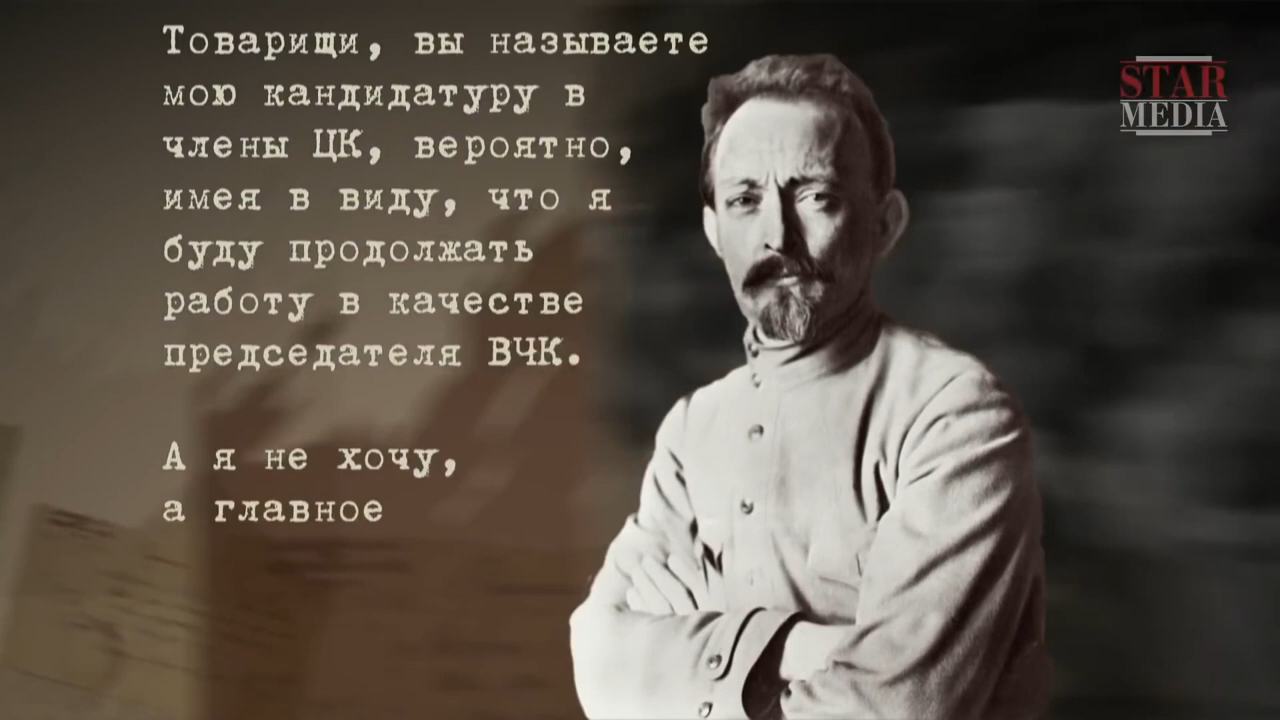 Товарищи, вы называете
мою кандидатуру в
члены ЦК, вероятно,
имея в виду, что я
буду продолжать
работу в качестве
председателя ВЧК.
А я не хочу,
а главное
STAR
MEDIA